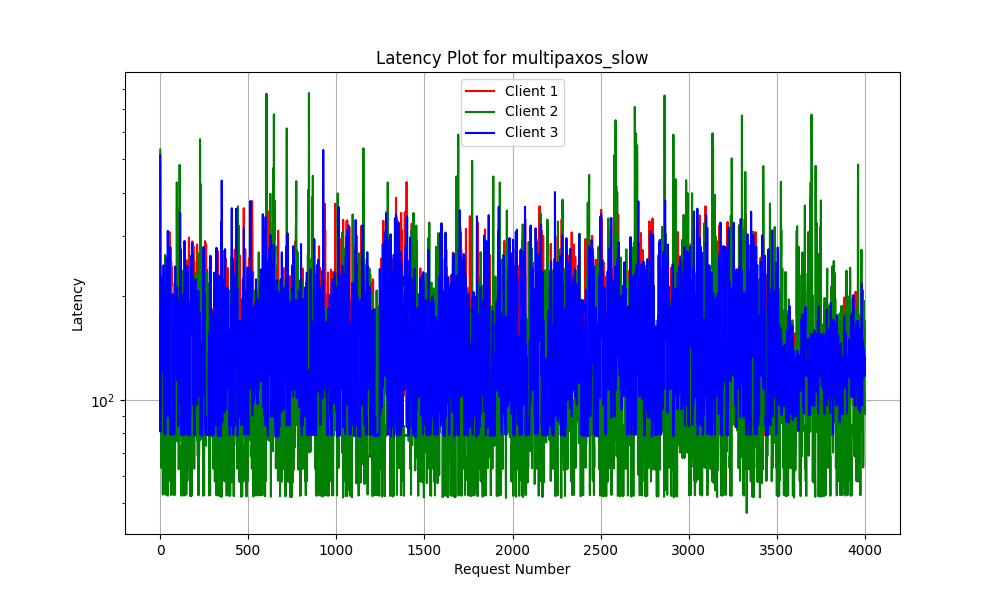 Latency Plot for multipaxos_slow
Client 1
Client 2
Client 3
Latency
10²
0 500 1000 1500 2000 2500 3000 3500 4000
Request Number